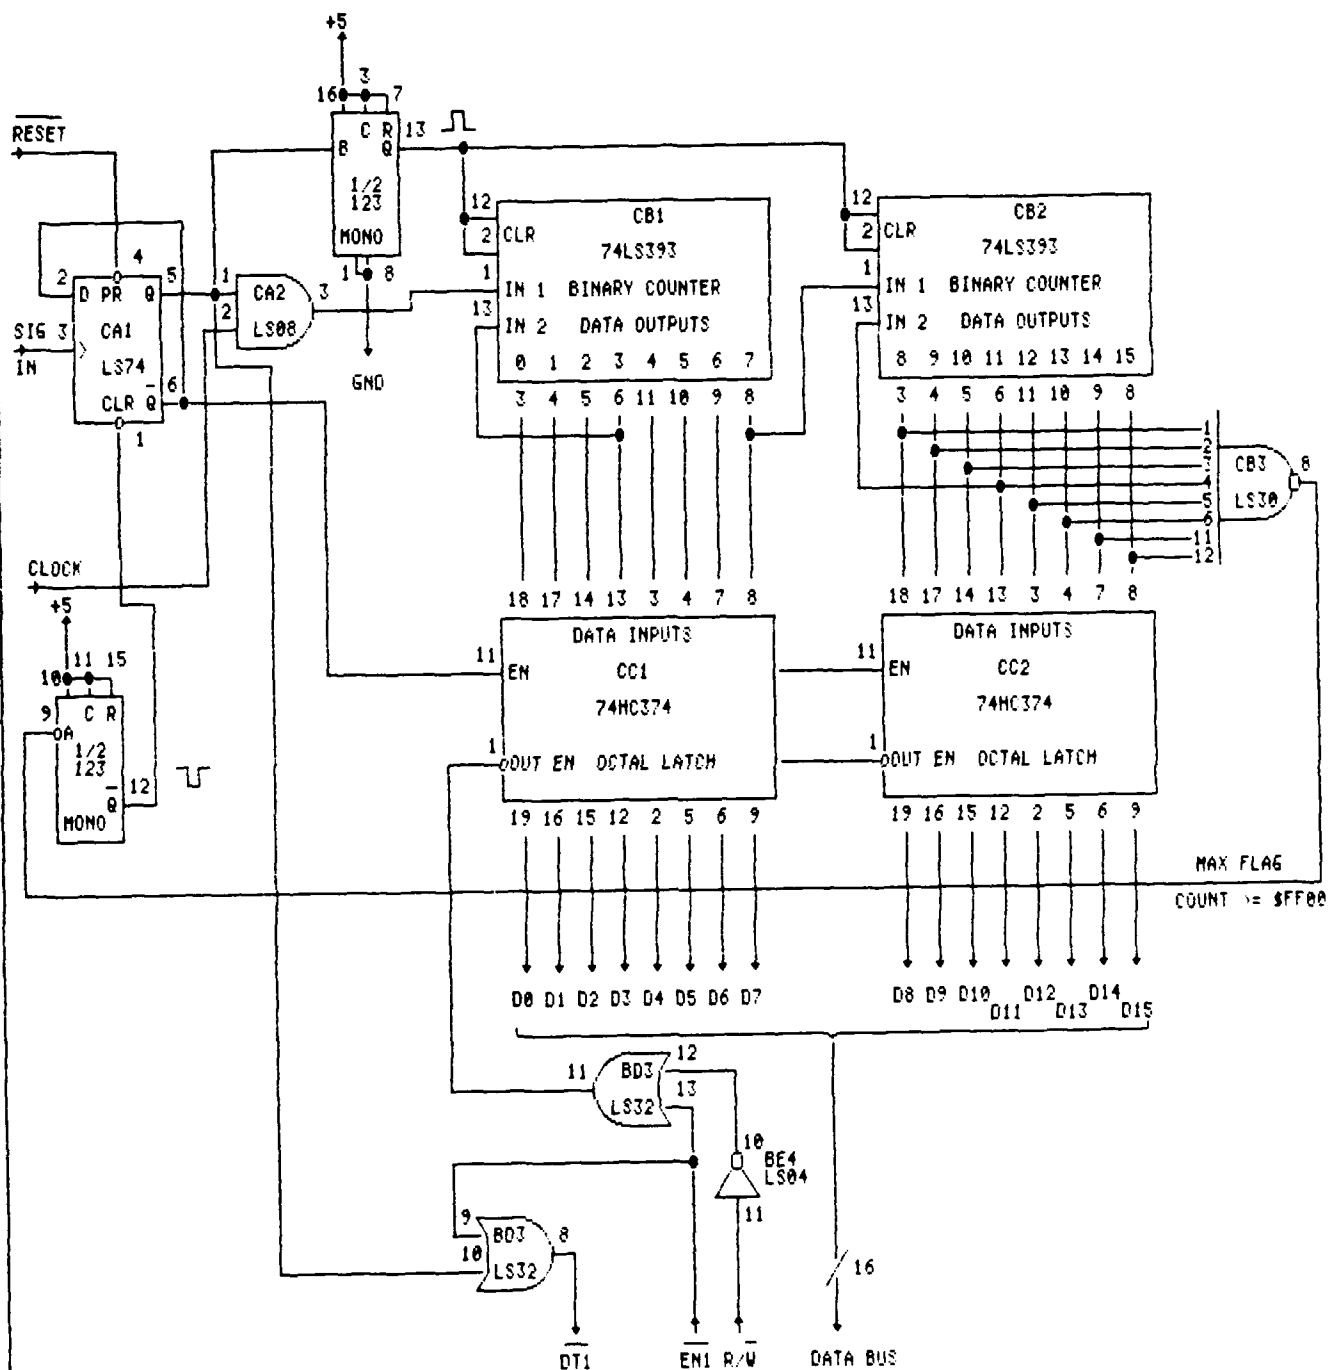 +5
3
16 7
RESET
C R 13
B Q
1/2
123
MONO
1 8
GND
4
2 5
D PR Q
SIG 3
IN
CA1
LS74
6
CLR Q
1
1
2
CA2
LS08
3
12
2
CLR
CB1
74LS393
1
IN 1 BINARY COUNTER
13
IN 2 DATA OUTPUTS
0 1 2 3 4 5 6 7
3 4 5 6 11 10 9 8
12
2
CLR
CB2
74LS393
1
IN 1 BINARY COUNTER
13
IN 2 DATA OUTPUTS
8 9 10 11 12 13 14 15
3 4 5 6 11 10 9 8
1
2
3
4
5
6
11
12
CB3
LS30
8
CLOCK
+5
10 11 15
9
A C R
1/2
123
12
Q
MONO
18 17 14 13 3 4 7 8
DATA INPUTS
11
EN
CC1
74HC374
1
OUT EN OCTAL LATCH
19 16 15 12 2 5 6 9
18 17 14 13 3 4 7 8
DATA INPUTS
11
EN
CC2
74HC374
1
OUT EN OCTAL LATCH
19 16 15 12 2 5 6 9
MAX FLAG
COUNT >= $FF00
D0 D1 D2 D3 D4 D5 D6 D7
D8 D9 D10 D11 D12 D13 D14 D15
11
BD3
LS32
12
13
10
BE4
LS04
11
9
10
BD3
LS32
8
16
DT1
EN1
R/W
DATA BUS